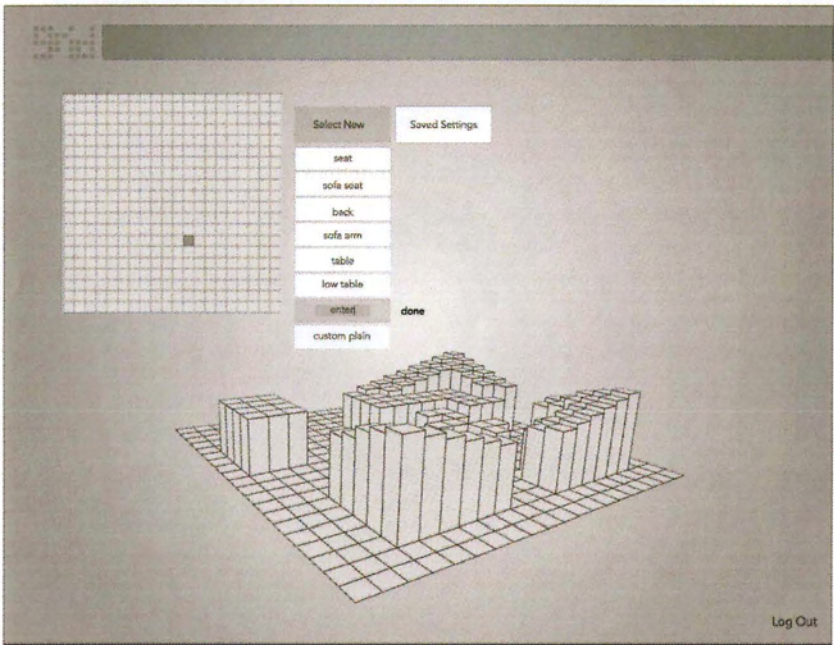 Select New
Saved Settings
seat
sofa seat
back
sofa arm
table
low table
enter
done
custom plain
Log Out